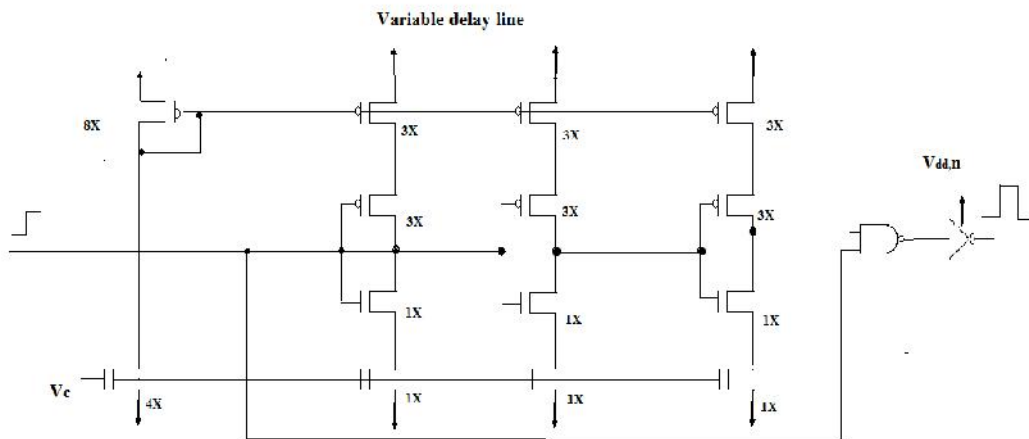 Variable delay line
8X
3X
3X
3X
Vdd,n
3X
3X
3X
1X
1X
1X
Vc
4X
1X
1X
1X